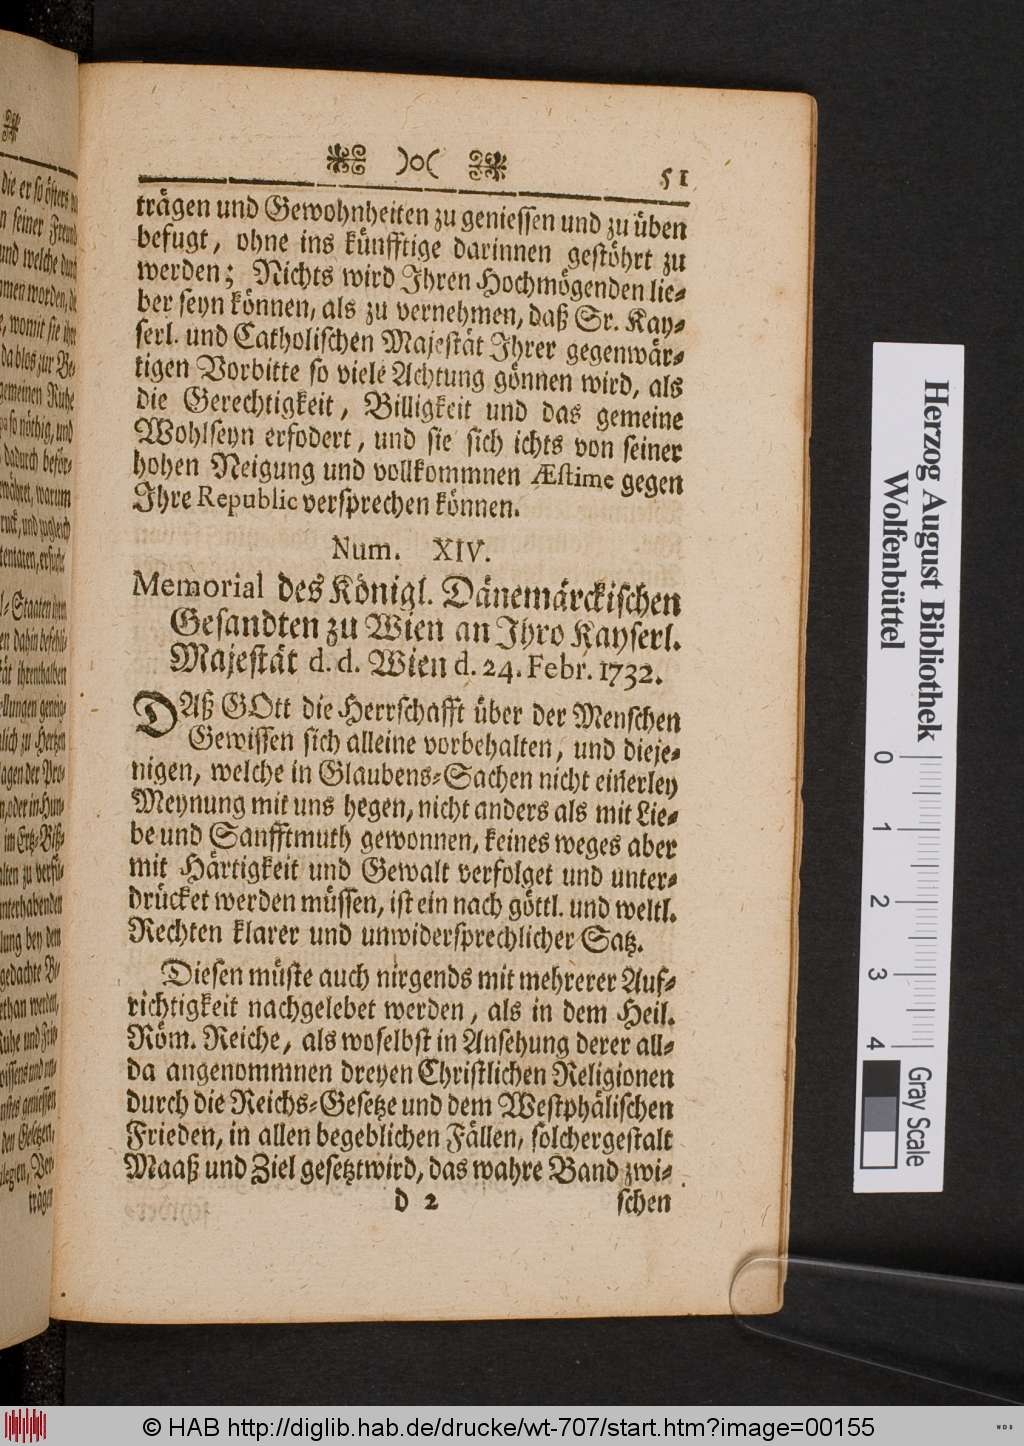 )o( 51
trägen und Gewohnheiten zu geniessen und zu üben
befugt, ohne ins künfftige darinnen gestöhrt zu
werden; Nichts wird Ihren Hochmögenden lie-
ber seyn können, als zu vernehmen, daß Sr. Kay-
serl. und Catholischen Majestät Ihrer gegenwär-
tigen Vorbitte so viele Achtung gönnen wird, als
die Gerechtigkeit, Billigkeit und das gemeine
Wohlseyn erfodert, und sie sich ichts von seiner
hohen Neigung und vollkommnen Æstime gegen
Ihre Republic versprechen können.
Num. XIV.
Memorial des Königl. Dänemärckischen
Gesandten zu Wien an Ihro Kayserl.
Majestät d. d. Wien d. 24. Febr. 1732.
DAß GOtt die Herrschafft über der Menschen
Gewissen sich alleine vorbehalten, und dieje-
nigen, welche in Glaubens-Sachen nicht einerley
Meynung mit uns hegen, nicht anders als mit Lie-
be und Sanfftmuth gewonnen, keines weges aber
mit Härtigkeit und Gewalt verfolget und unter-
drücket werden müssen, ist ein nach göttl. und weltl.
Rechten klarer und unwidersprechlicher Satz.
Diesen müste auch nirgends mit mehrerer Auf-
richtigkeit nachgelebet werden, als in dem Heil.
Röm. Reiche, als woselbst in Ansehung derer all-
da angenommnen dreyen Christlichen Religionen
durch die Reichs-Gesetze und dem Westphälischen
Frieden, in allen begeblichen Fällen, solchergestalt
Maaß und Ziel gesetzt wird, das wahre Band zwi-
D 2 schen
Herzog August Bibliothek
Wolfenbüttel
0 1 2 3 4
Gray Scale
© HAB http://diglib.hab.de/drucke/wt-707/start.htm?image=00155